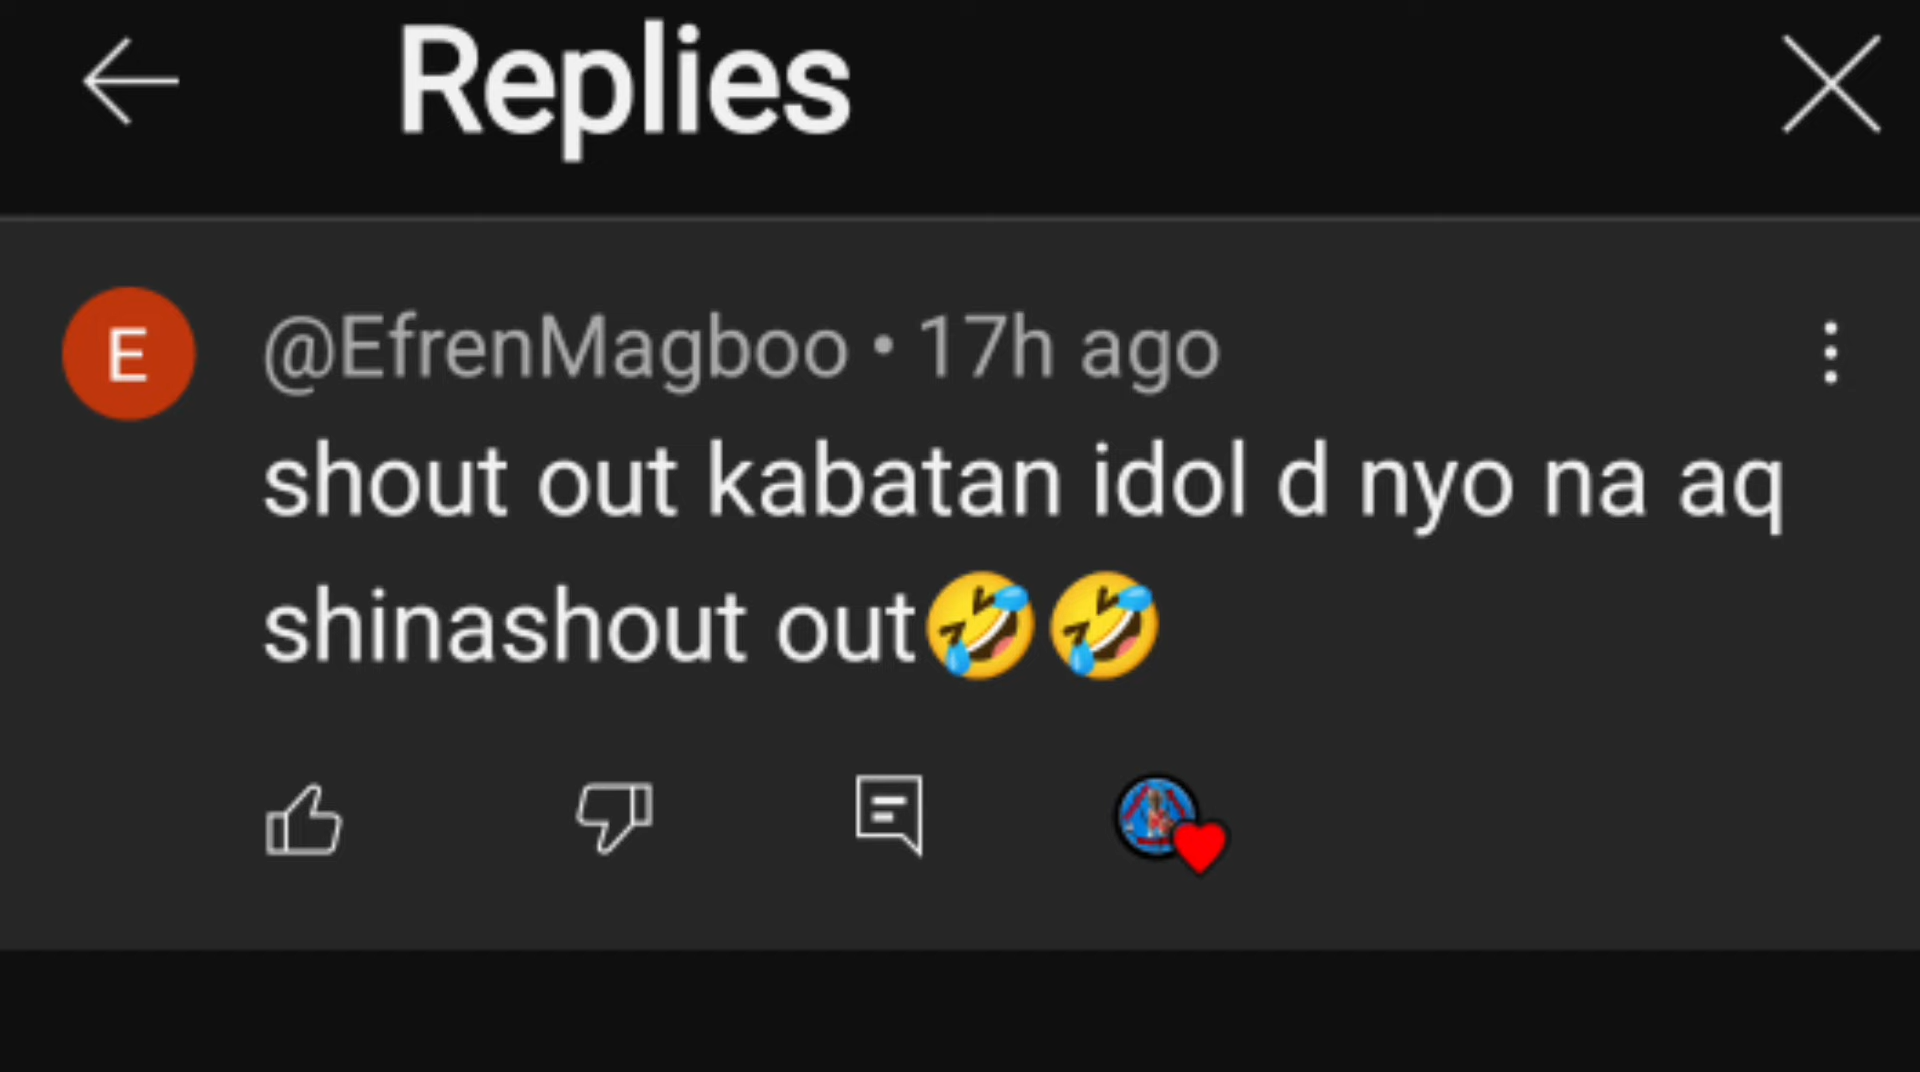 Replies
E
@EfrenMagboo • 17h ago
shout out kabatan idol d nyo na aq
shinashout out🤣🤣